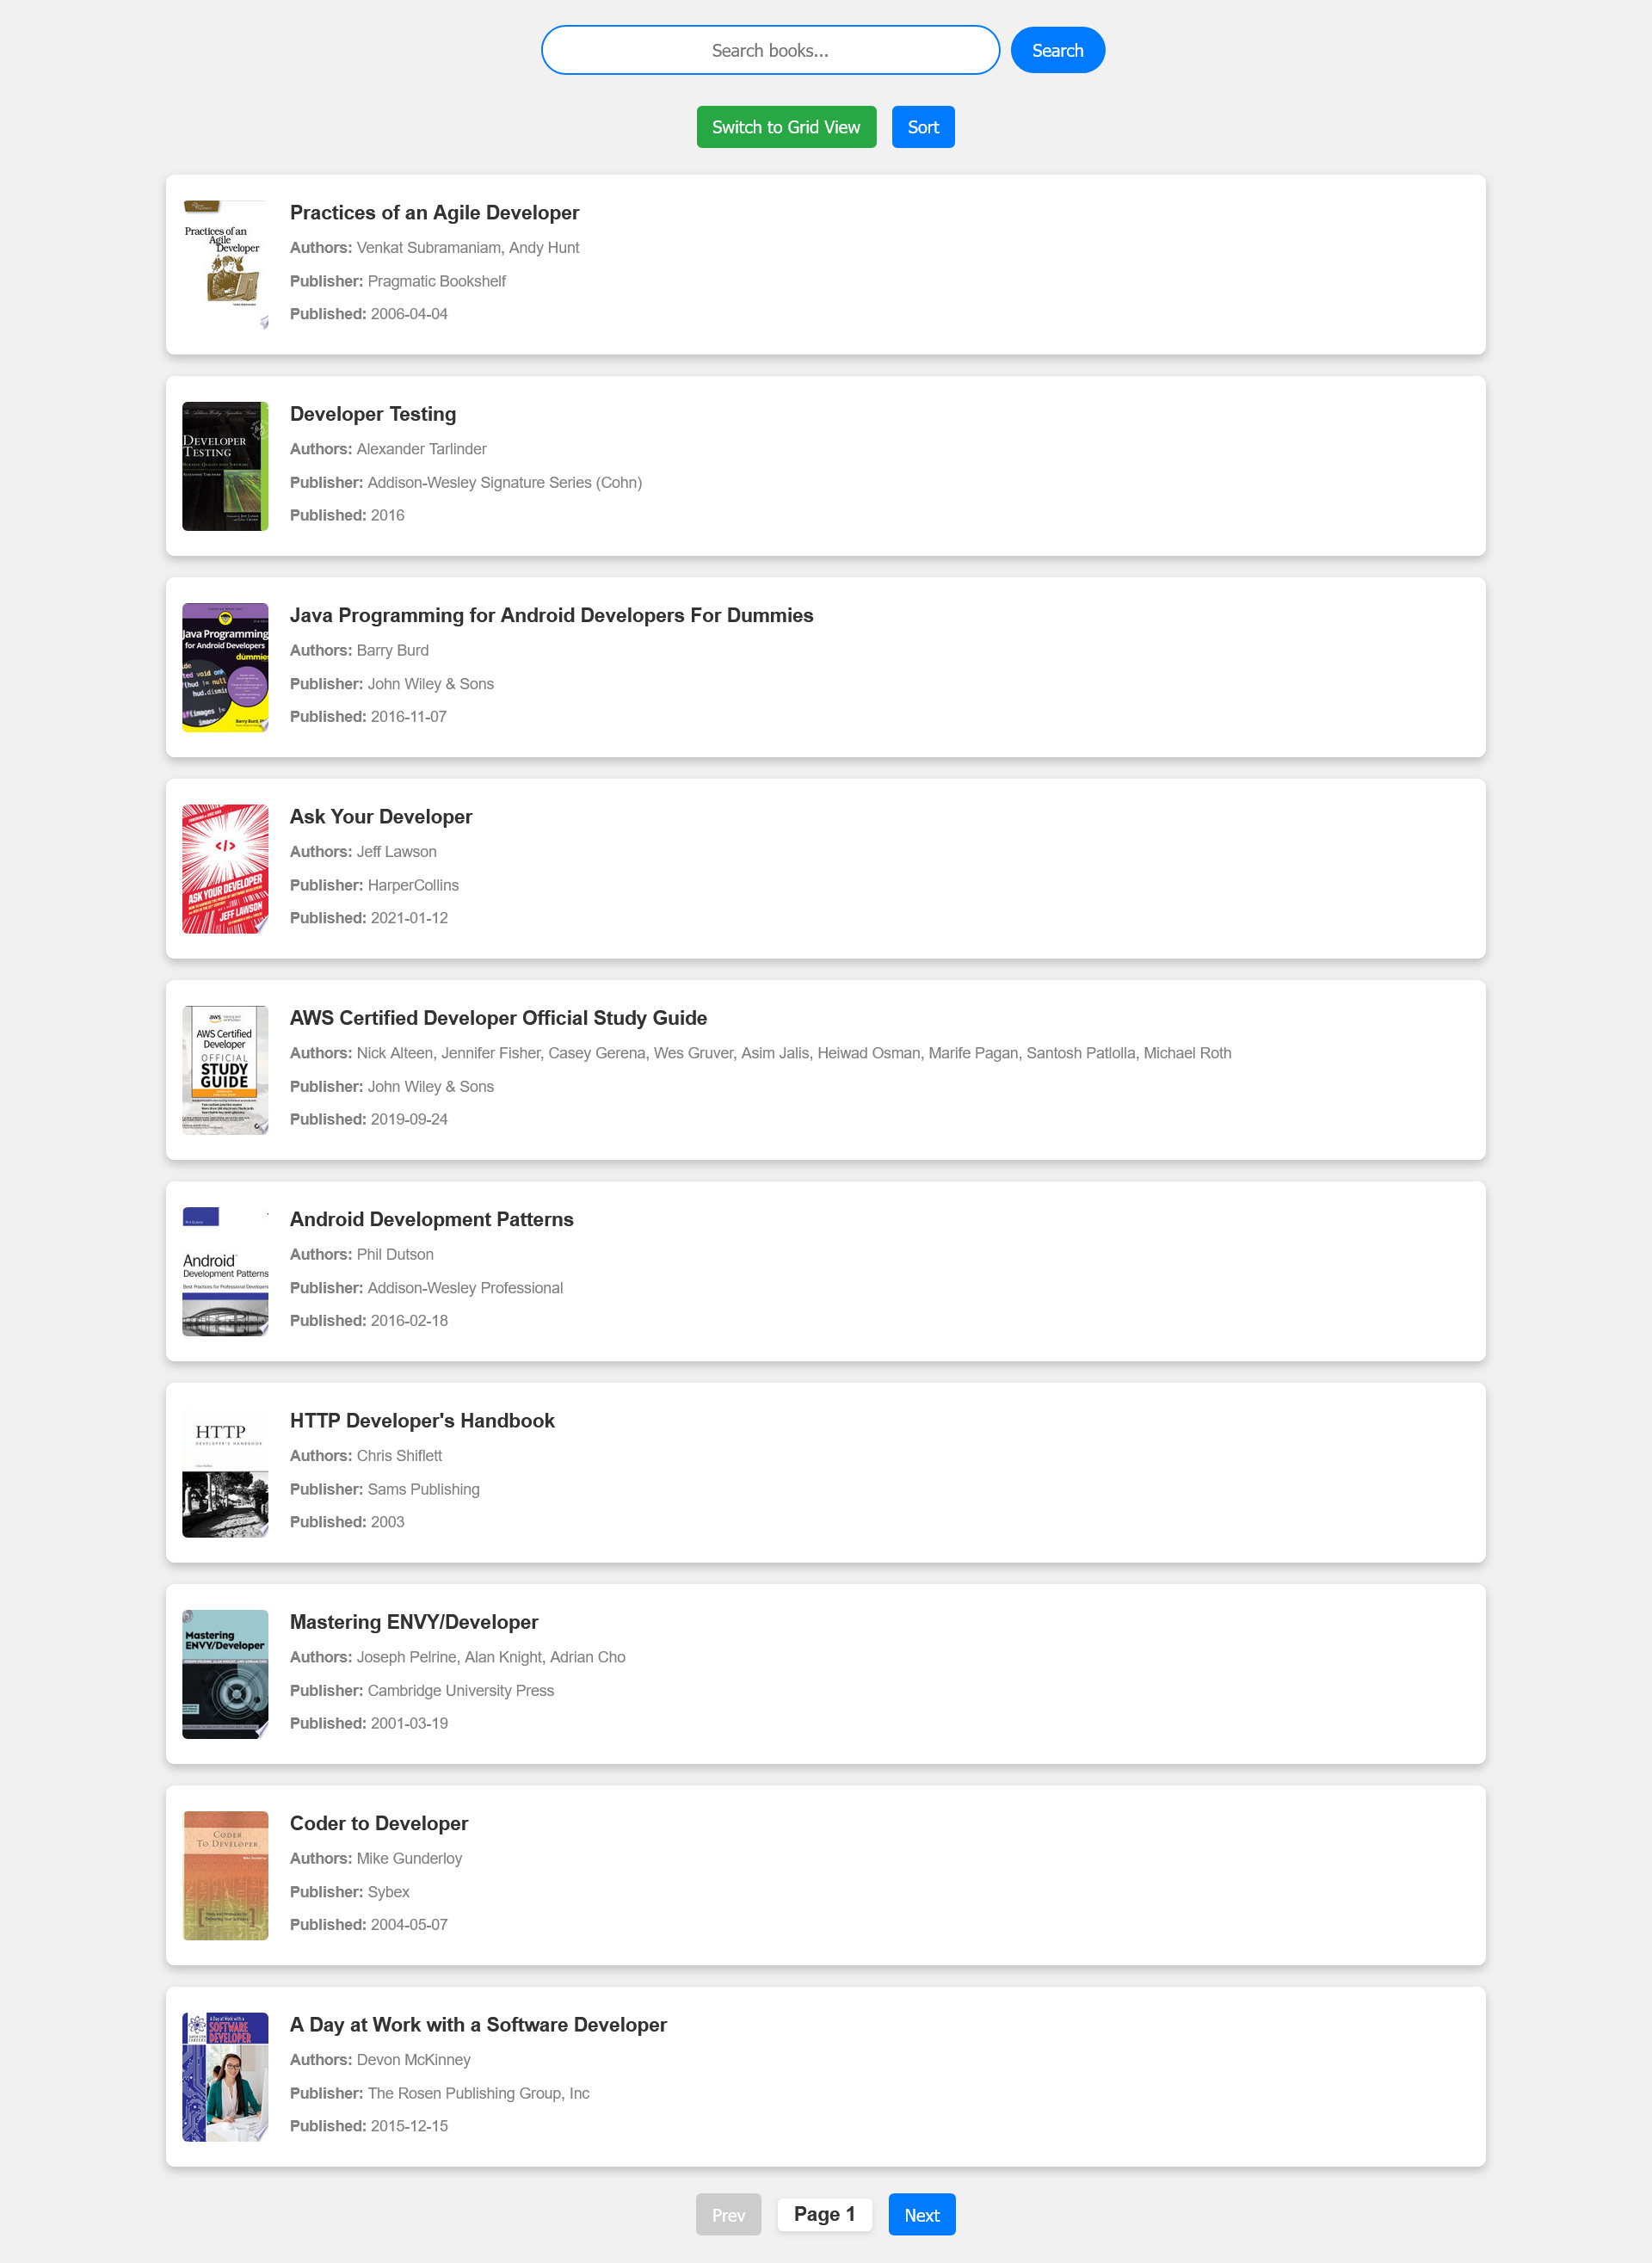 Search books...
Search
Switch to Grid View
Sort
Practices of an
Agile
Developer
Practices of an Agile Developer
Authors: Venkat Subramaniam, Andy Hunt
Publisher: Pragmatic Bookshelf
Published: 2006-04-04
DEVELOPER
TESTING
Developer Testing
Authors: Alexander Tarlinder
Publisher: Addison-Wesley Signature Series (Cohn)
Published: 2016
Java Programming
for Android Developers
dummies
Barry Burd
Java Programming for Android Developers For Dummies
Authors: Barry Burd
Publisher: John Wiley & Sons
Published: 2016-11-07
</>
ASK YOUR DEVELOPER
JEFF LAWSON
Ask Your Developer
Authors: Jeff Lawson
Publisher: HarperCollins
Published: 2021-01-12
aws
AWS Certified
Developer
OFFICIAL
STUDY
GUIDE
AWS Certified Developer Official Study Guide
Authors: Nick Alteen, Jennifer Fisher, Casey Gerena, Wes Gruver, Asim Jalis, Heiwad Osman, Marife Pagan, Santosh Patlolla, Michael Roth
Publisher: John Wiley & Sons
Published: 2019-09-24
Android
Development Patterns
Best Practices for Professional Developers
Android Development Patterns
Authors: Phil Dutson
Publisher: Addison-Wesley Professional
Published: 2016-02-18
HTTP
DEVELOPER'S HANDBOOK
HTTP Developer's Handbook
Authors: Chris Shiflett
Publisher: Sams Publishing
Published: 2003
Mastering
ENVY/Developer
Mastering ENVY/Developer
Authors: Joseph Pelrine, Alan Knight, Adrian Cho
Publisher: Cambridge University Press
Published: 2001-03-19
CODER
TO DEVELOPER
Coder to Developer
Authors: Mike Gunderloy
Publisher: Sybex
Published: 2004-05-07
A Day at Work with a
SOFTWARE
DEVELOPER
A Day at Work with a Software Developer
Authors: Devon McKinney
Publisher: The Rosen Publishing Group, Inc
Published: 2015-12-15
Prev
Page 1
Next